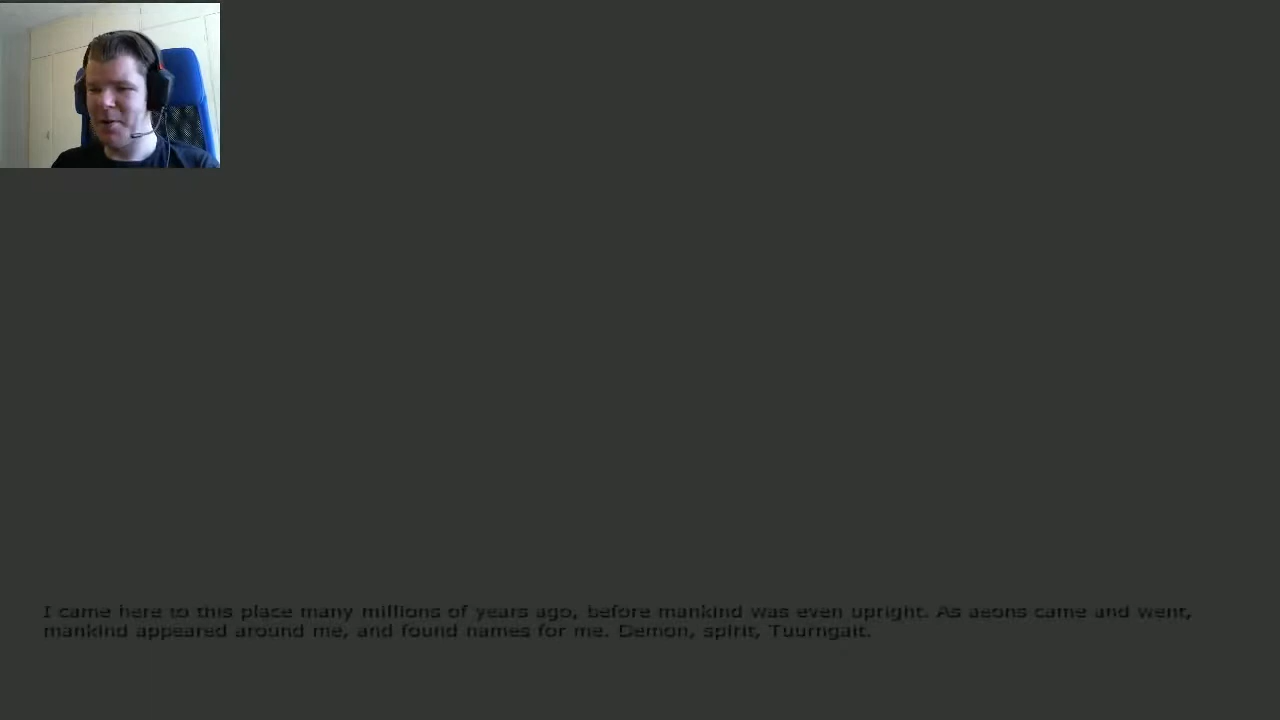 I came here to this place many millions of years ago, before mankind was even upright. As aeons came and went,
mankind appeared around me, and found names for me. Demon, spirit, Tuurngait.